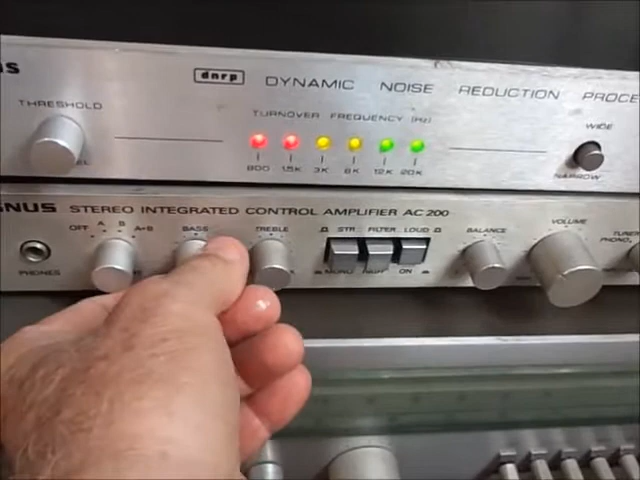 dnrp DYNAMIC NOISE REDUCTION
THRESHOLD TURNOVER FREQUENCY (Hz) WIDE
800 1.5K 3K 6K 12K 20K NARROW
STEREO INTEGRATED CONTROL AMPLIFIER AC 200
OFF A B A+B BASS TREBLE STR FILTER LOUD BALANCE VOLUME
PHONES MONO ON